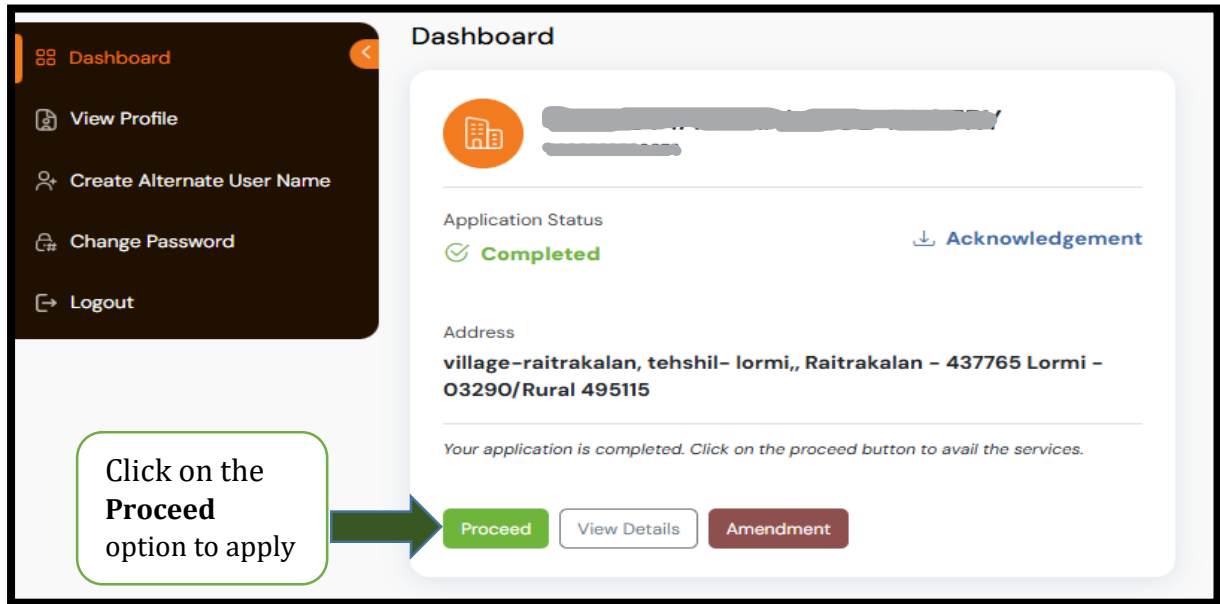 Dashboard
View Profile
Create Alternate User Name
Change Password
Logout
Dashboard
Application Status
Completed
Acknowledgement
Address
village-raitrakalan, tehshil- lormi,, Raitrakalan - 437765 Lormi -
03290/Rural 495115
Your application is completed. Click on the proceed button to avail the services.
Click on the
Proceed
option to apply
Proceed
View Details
Amendment